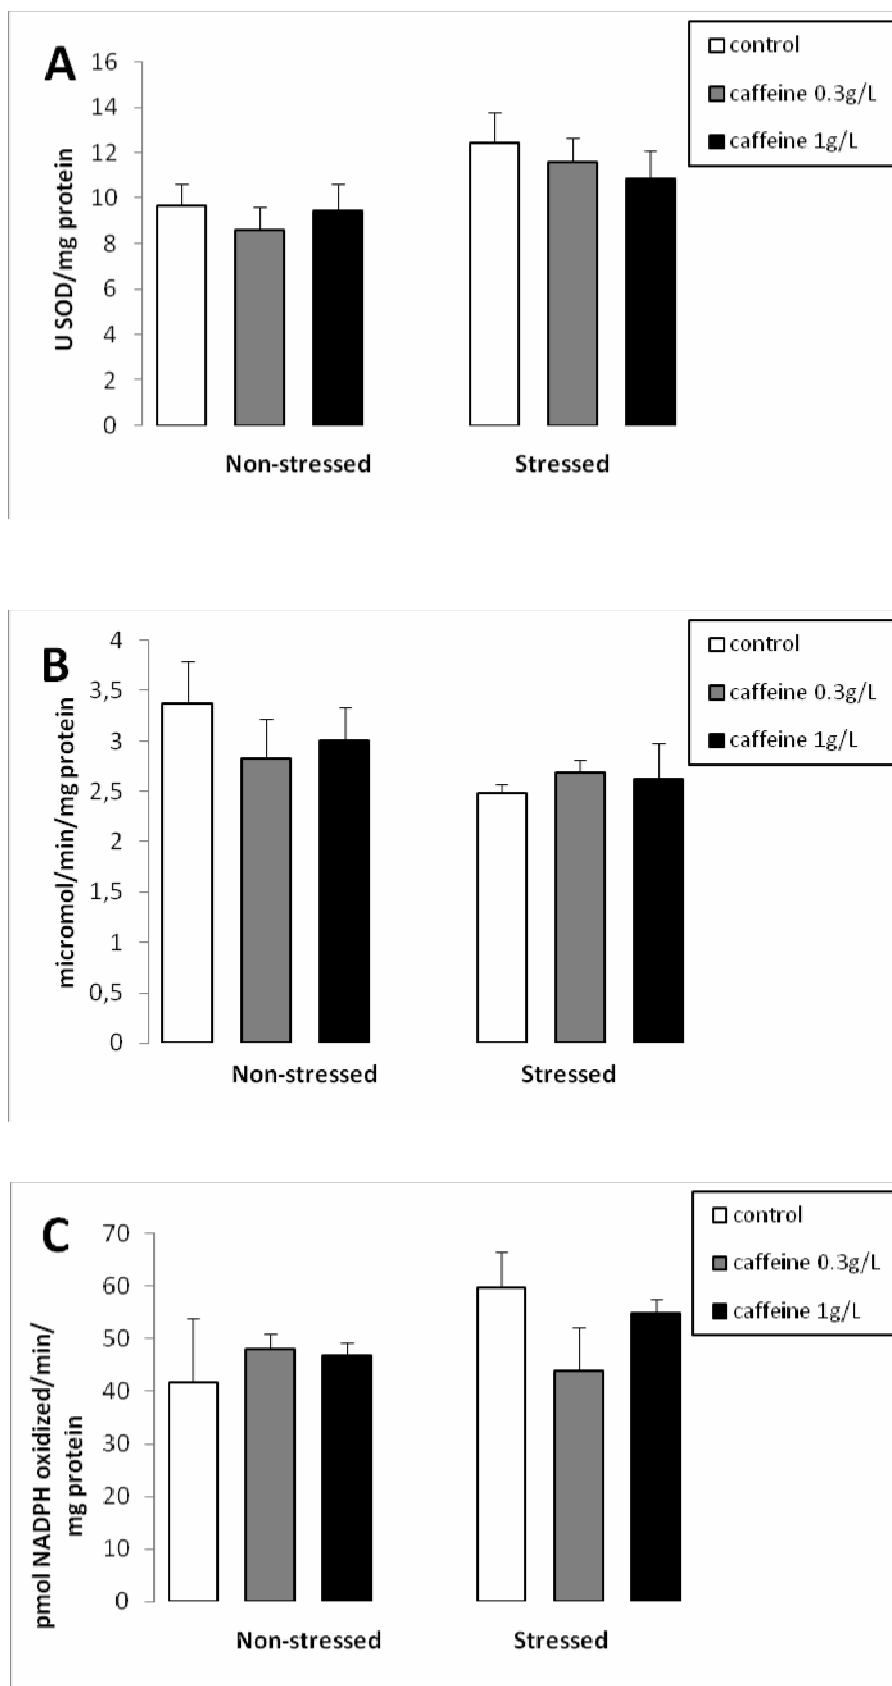 A
U SOD/mg protein
16
14
12
10
8
6
4
2
0
Non-stressed
Stressed
control
caffeine 0.3g/L
caffeine 1g/L
B
micromol/min/mg protein
4
3,5
3
2,5
2
1,5
1
0,5
0
Non-stressed
Stressed
control
caffeine 0.3g/L
caffeine 1g/L
C
pmol NADPH oxidized/min/
mg protein
70
60
50
40
30
20
10
0
Non-stressed
Stressed
control
caffeine 0.3g/L
caffeine 1g/L